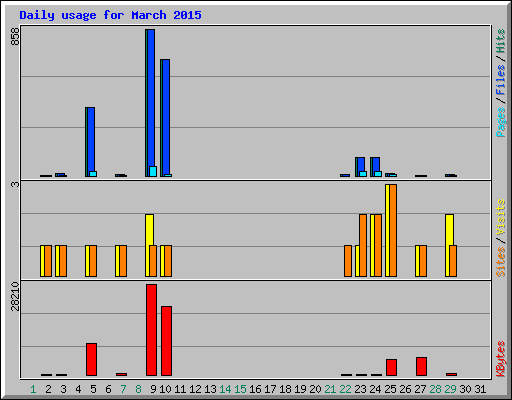 Daily usage for March 2015
858
3
28210
Pages / Files / Hits
Sites / Visits
KBytes
1 2 3 4 5 6 7 8 9 10 11 12 13 14 15 16 17 18 19 20 21 22 23 24 25 26 27 28 29 30 31